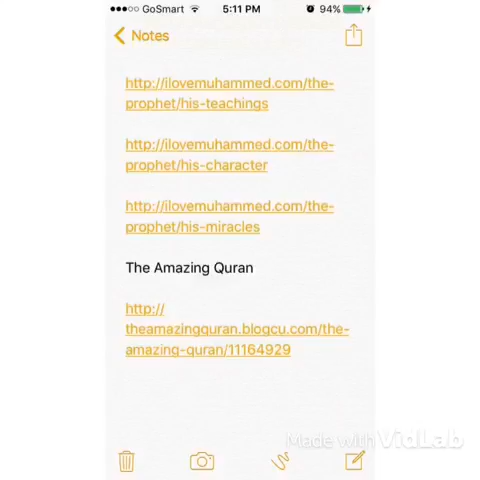 GoSmart 5:11 PM 94%
Notes
http://ilovemuhammed.com/the-
prophet/his-teachings
http://ilovemuhammed.com/the-
prophet/his-character
http://ilovemuhammed.com/the-
prophet/his-miracles
The Amazing Quran
http://
theamazingquran.blogcu.com/the-
amazing-quran/11164929
Made with VidLab